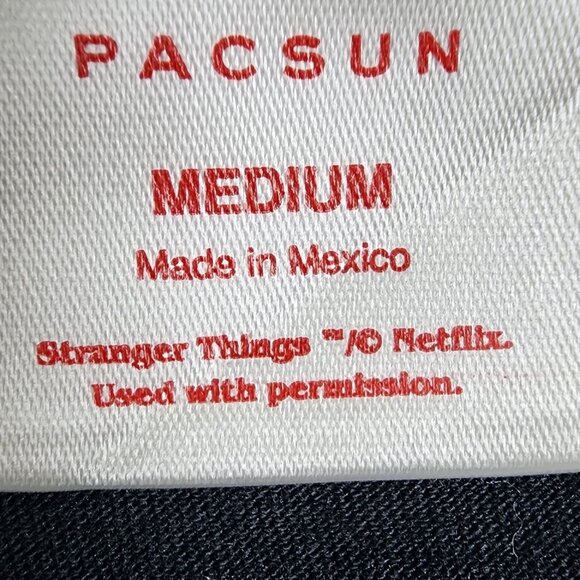 PACSUN
MEDIUM
Made in Mexico
Stranger Things ™/© Netflix.
Used with permission.